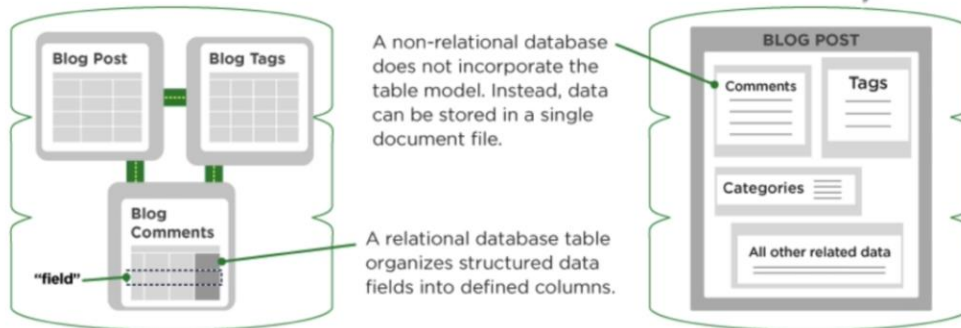 Blog Post
Blog Tags
Blog
Comments
"field"
A non-relational database
does not incorporate the
table model. Instead, data
can be stored in a single
document file.
A relational database table
organizes structured data
fields into defined columns.
BLOG POST
Comments
Tags
Categories
All other related data